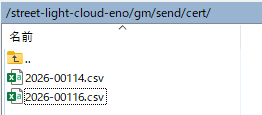 /street-light-cloud-eno/gm/send/cert/
名前
..
2026-00114.csv
2026-00116.csv